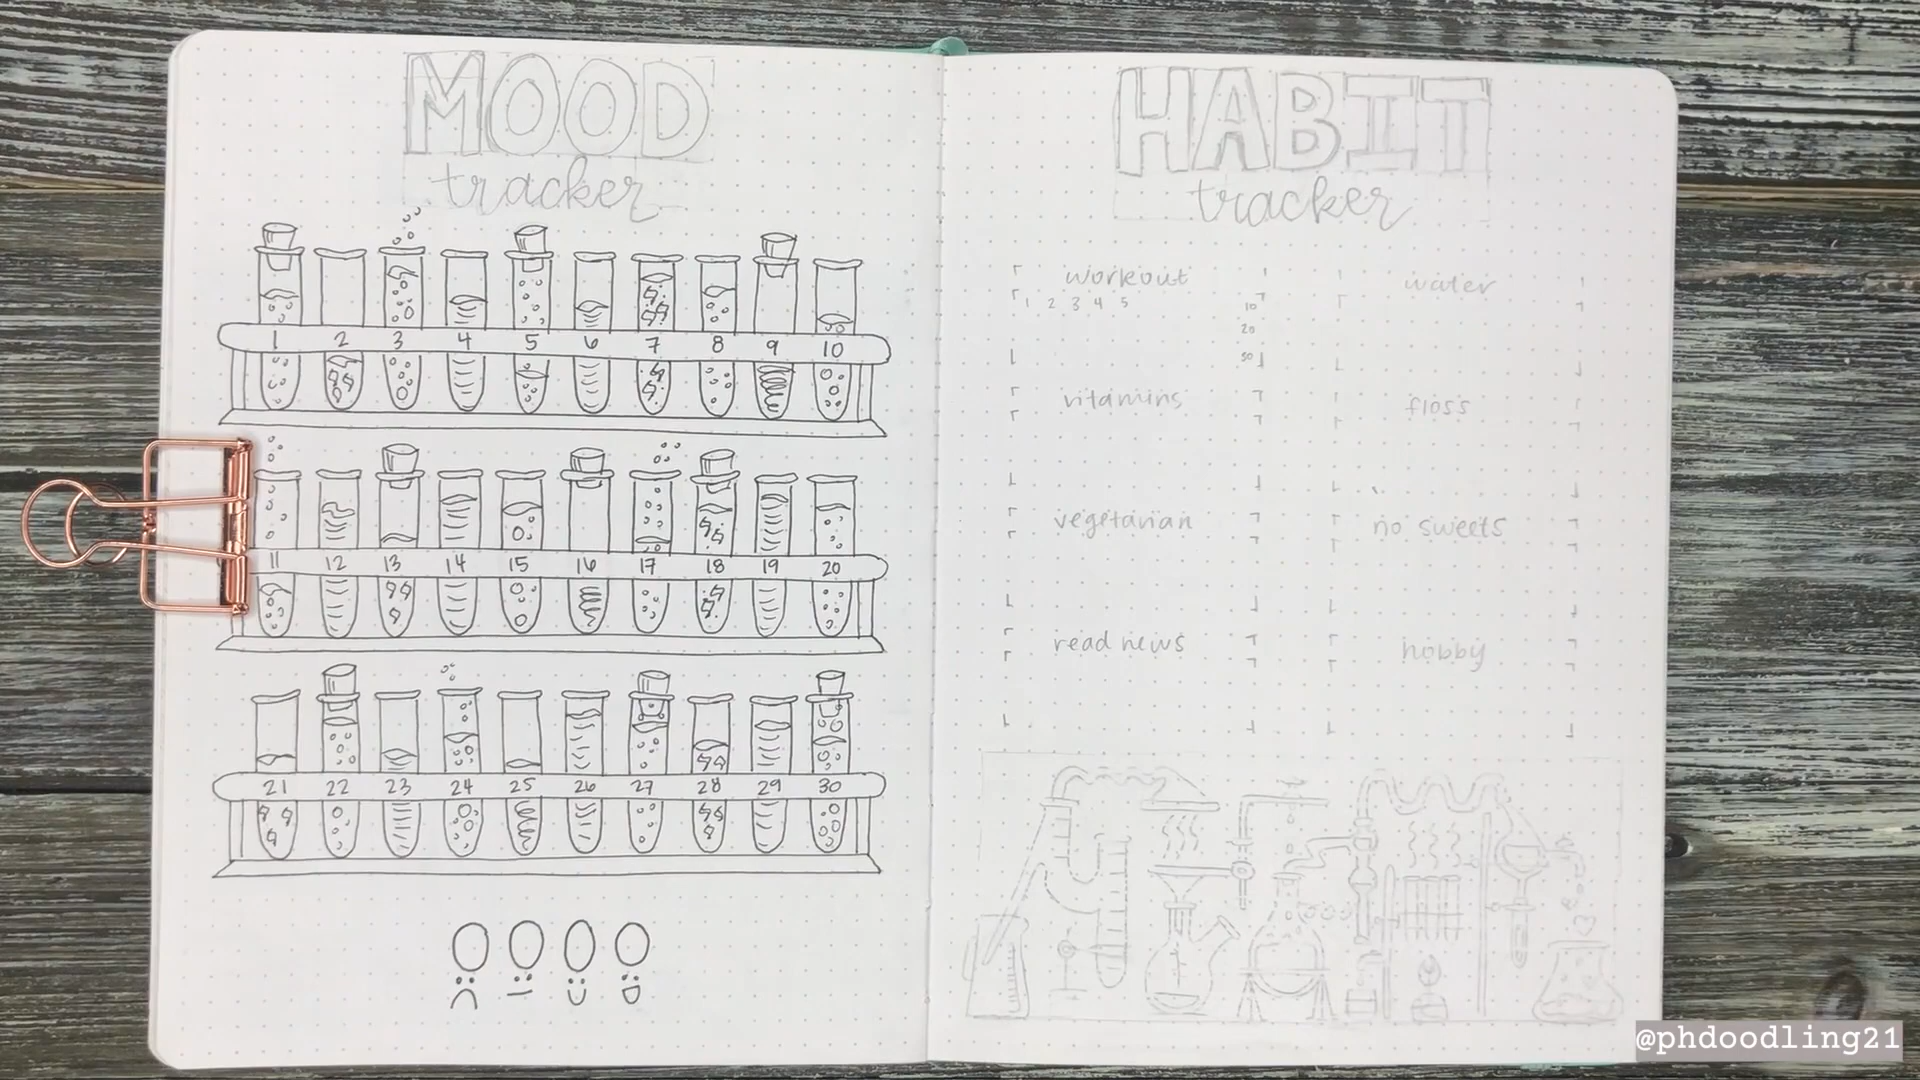 MOOD
tracker
1 2 3 4 5 6 7 8 9 10
11 12 13 14 15 16 17 18 19 20
21 22 23 24 25 26 27 28 29 30
HABIT
tracker
workout
1 2 3 4 5 10
20
30
water
vitamins
floss
vegetarian
no sweets
read news
hobby
@phdoodling21